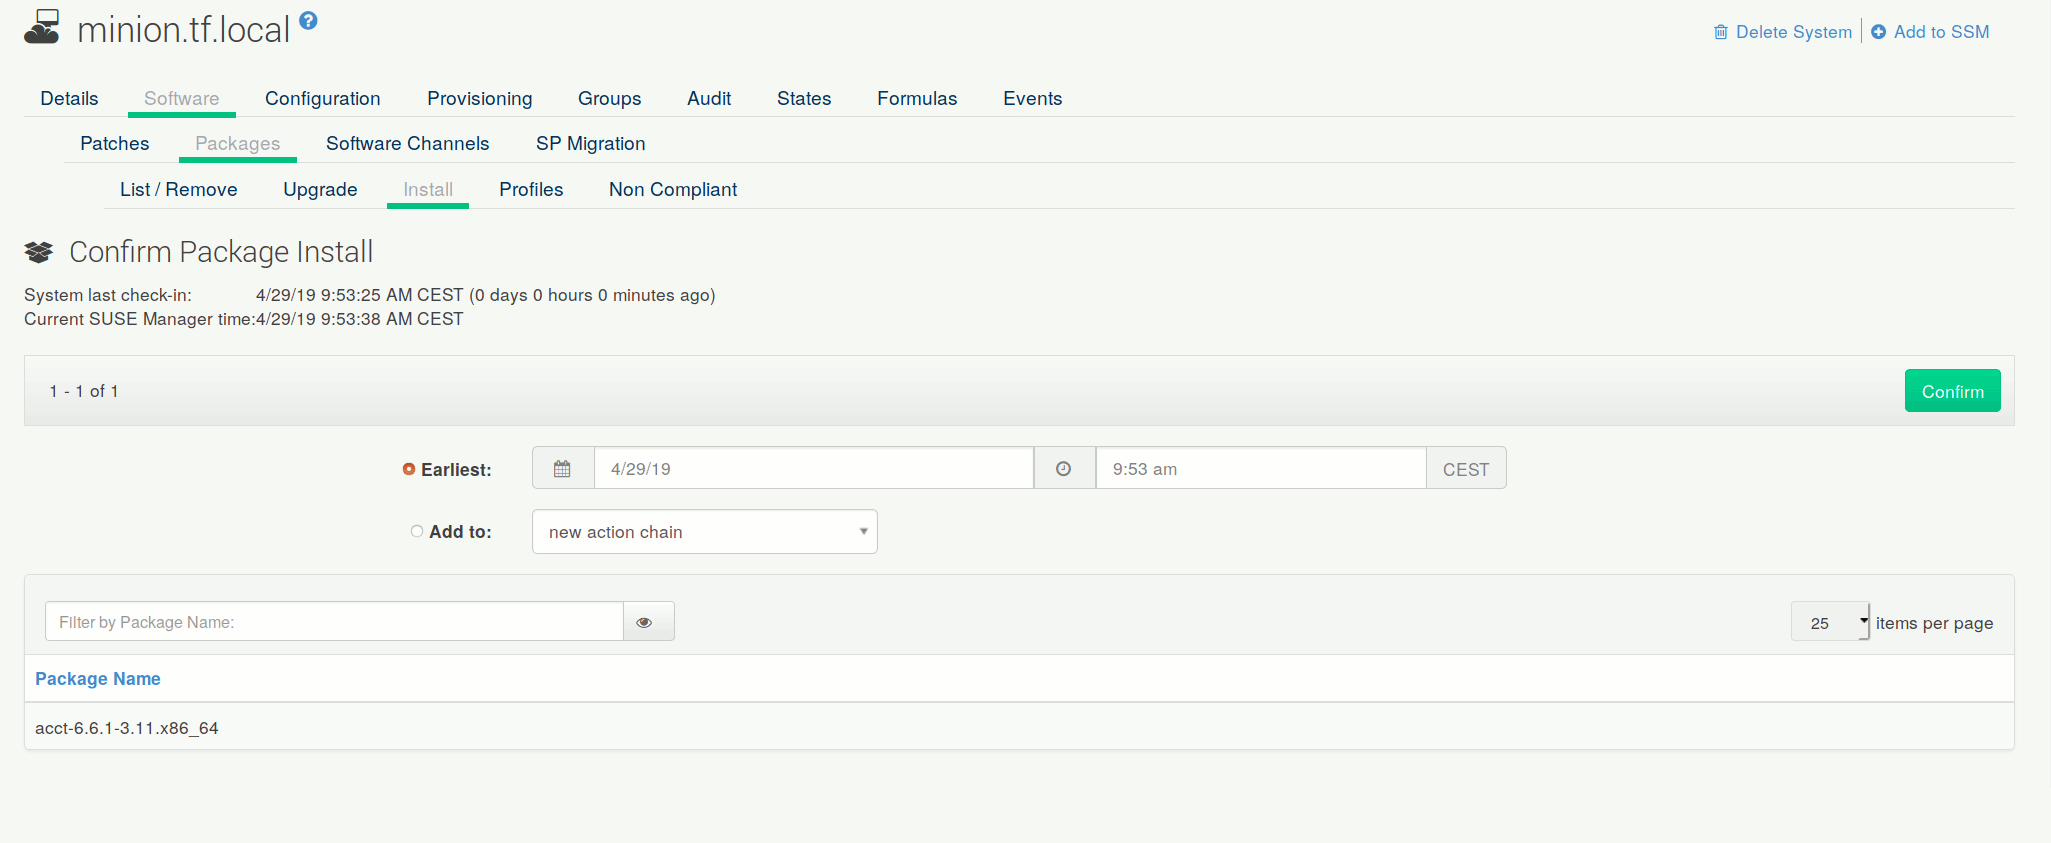 minion.tf.local ?
Delete System | Add to SSM
Details Software Configuration Provisioning Groups Audit States Formulas Events
Patches Packages Software Channels SP Migration
List / Remove Upgrade Install Profiles Non Compliant
Confirm Package Install
System last check-in: 4/29/19 9:53:25 AM CEST (0 days 0 hours 0 minutes ago)
Current SUSE Manager time:4/29/19 9:53:38 AM CEST
1 - 1 of 1 Confirm
Earliest: 4/29/19 9:53 am CEST
Add to: new action chain
Filter by Package Name: 25 items per page
Package Name
acct-6.6.1-3.11.x86_64